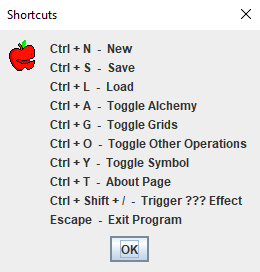 Shortcuts
Ctrl + N - New
Ctrl + S - Save
Ctrl + L - Load
Ctrl + A - Toggle Alchemy
Ctrl + G - Toggle Grids
Ctrl + O - Toggle Other Operations
Ctrl + Y - Toggle Symbol
Ctrl + T - About Page
Ctrl + Shift + / - Trigger ??? Effect
Escape - Exit Program
OK